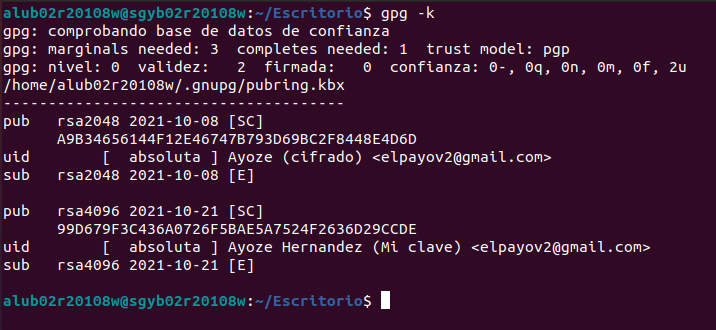 alub02r20108w@sgyb02r20108w:~/Escritorio$ gpg -k
gpg: comprobando base de datos de confianza
gpg: marginals needed: 3  completes needed: 1  trust model: pgp
gpg: nivel: 0  validez:   2  firmada:   0  confianza: 0-, 0q, 0n, 0m, 0f, 2u
/home/alub02r20108w/.gnupg/pubring.kbx
--------------------------------------
pub   rsa2048 2021-10-08 [SC]
      A9B34656144F12E46747B793D69BC2F8448E4D6D
uid        [  absoluta ] Ayoze (cifrado) <elpayov2@gmail.com>
sub   rsa2048 2021-10-08 [E]

pub   rsa4096 2021-10-21 [SC]
      99D679F3C436A0726F5BAE5A7524F2636D29CCDE
uid        [  absoluta ] Ayoze Hernandez (Mi clave) <elpayov2@gmail.com>
sub   rsa4096 2021-10-21 [E]

alub02r20108w@sgyb02r20108w:~/Escritorio$